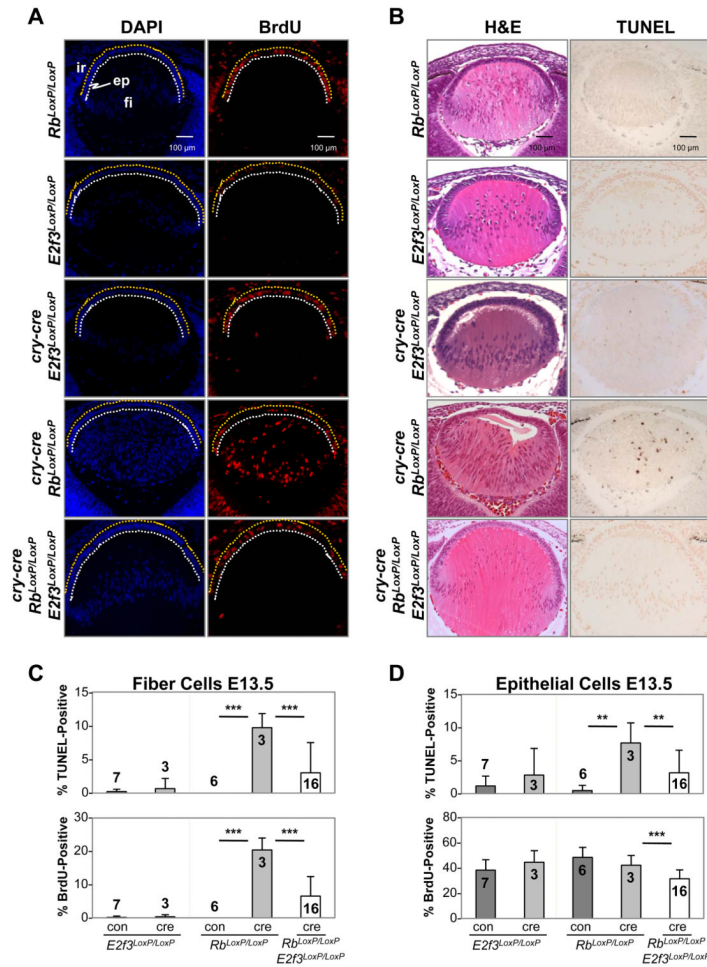 A
B
DAPI
BrdU
H&E
TUNEL
Rb^LoxP/LoxP
ir
ep
fi
100 μm
100 μm
Rb^LoxP/LoxP
100 μm
100 μm
E2f3^LoxP/LoxP
E2f3^LoxP/LoxP
cry-cre
E2f3^LoxP/LoxP
cry-cre
E2f3^LoxP/LoxP
cry-cre
Rb^LoxP/LoxP
cry-cre
Rb^LoxP/LoxP
cry-cre
Rb^LoxP/LoxP
E2f3^LoxP/LoxP
cry-cre
Rb^LoxP/LoxP
E2f3^LoxP/LoxP
C
Fiber Cells E13.5
% TUNEL-Positive
15
10
5
0
7
3
6
***
3
***
16
% BrdU-Positive
30
20
10
0
7
3
6
***
3
***
16
con
cre
con
cre
cre
E2f3^LoxP/LoxP
Rb^LoxP/LoxP
Rb^LoxP/LoxP
E2f3^LoxP/LoxP
D
Epithelial Cells E13.5
% TUNEL-Positive
15
10
5
0
7
3
6
**
3
**
16
% BrdU-Positive
80
60
40
20
0
7
3
6
3
***
16
con
cre
con
cre
cre
E2f3^LoxP/LoxP
Rb^LoxP/LoxP
Rb^LoxP/LoxP
E2f3^LoxP/LoxP